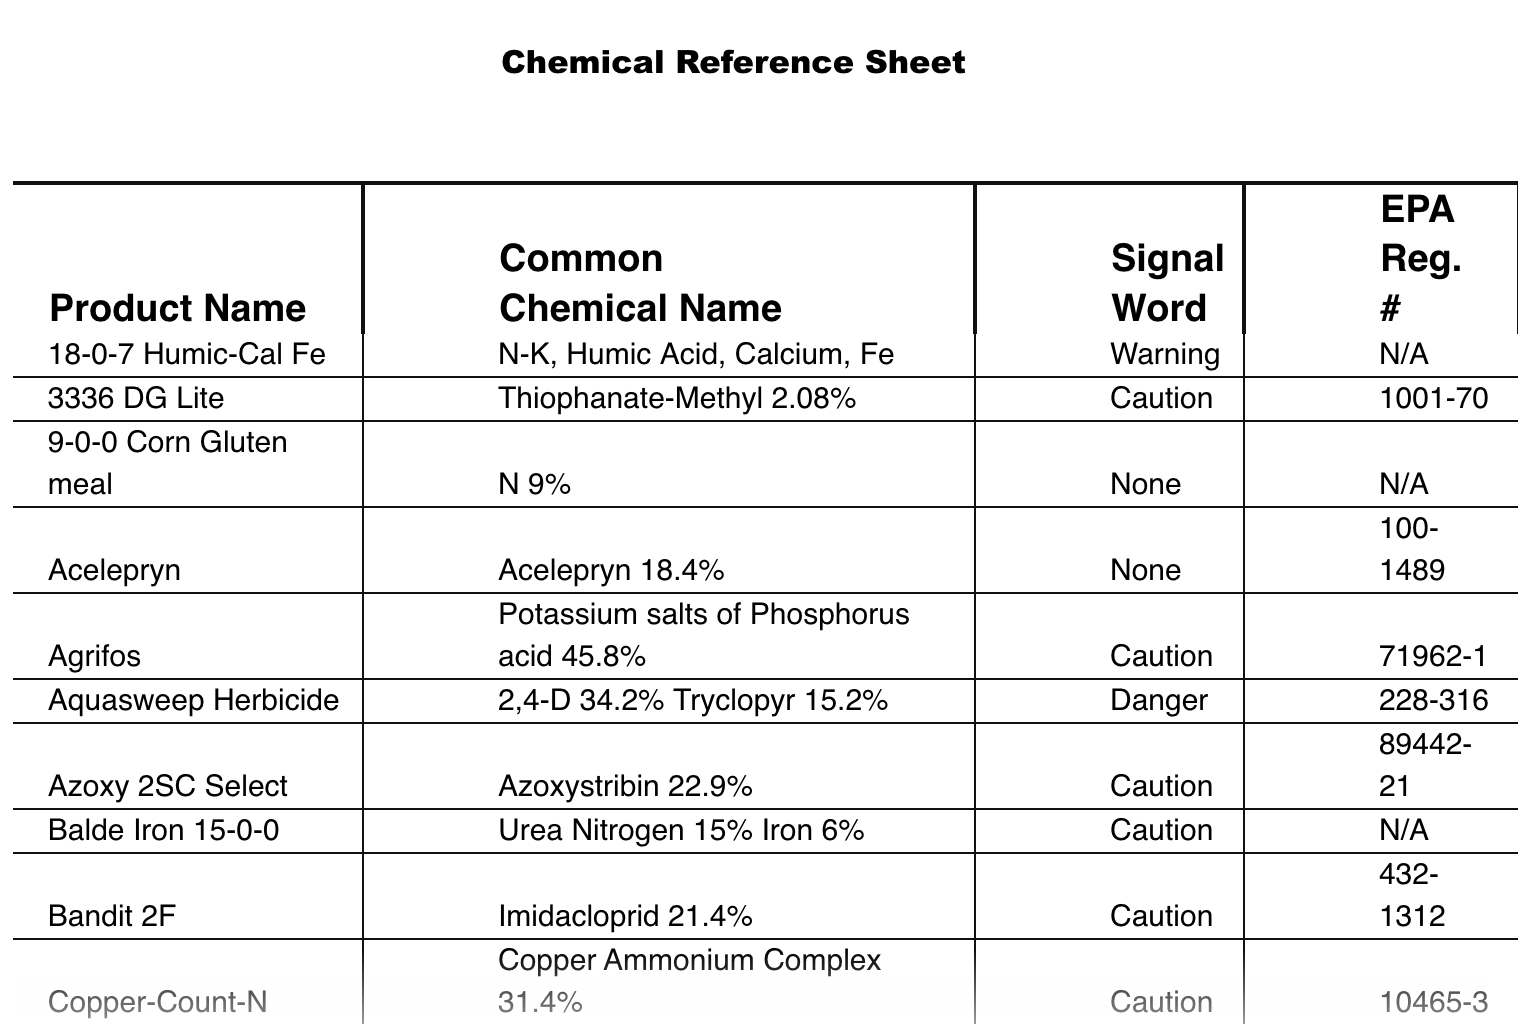 Chemical Reference Sheet
Product Name
Common
Chemical Name
Signal
Word
EPA
Reg.
#
18-0-7 Humic-Cal Fe N-K, Humic Acid, Calcium, Fe Warning N/A
3336 DG Lite Thiophanate-Methyl 2.08% Caution 1001-70
9-0-0 Corn Gluten
meal N 9% None N/A
100-
Acelepryn Acelepryn 18.4% None 1489
Potassium salts of Phosphorus
Agrifos acid 45.8% Caution 71962-1
Aquasweep Herbicide 2,4-D 34.2% Tryclopyr 15.2% Danger 228-316
89442-
Azoxy 2SC Select Azoxystribin 22.9% Caution 21
Balde Iron 15-0-0 Urea Nitrogen 15% Iron 6% Caution N/A
432-
Bandit 2F Imidacloprid 21.4% Caution 1312
Copper Ammonium Complex
Copper-Count-N 31.4% Caution 10465-3